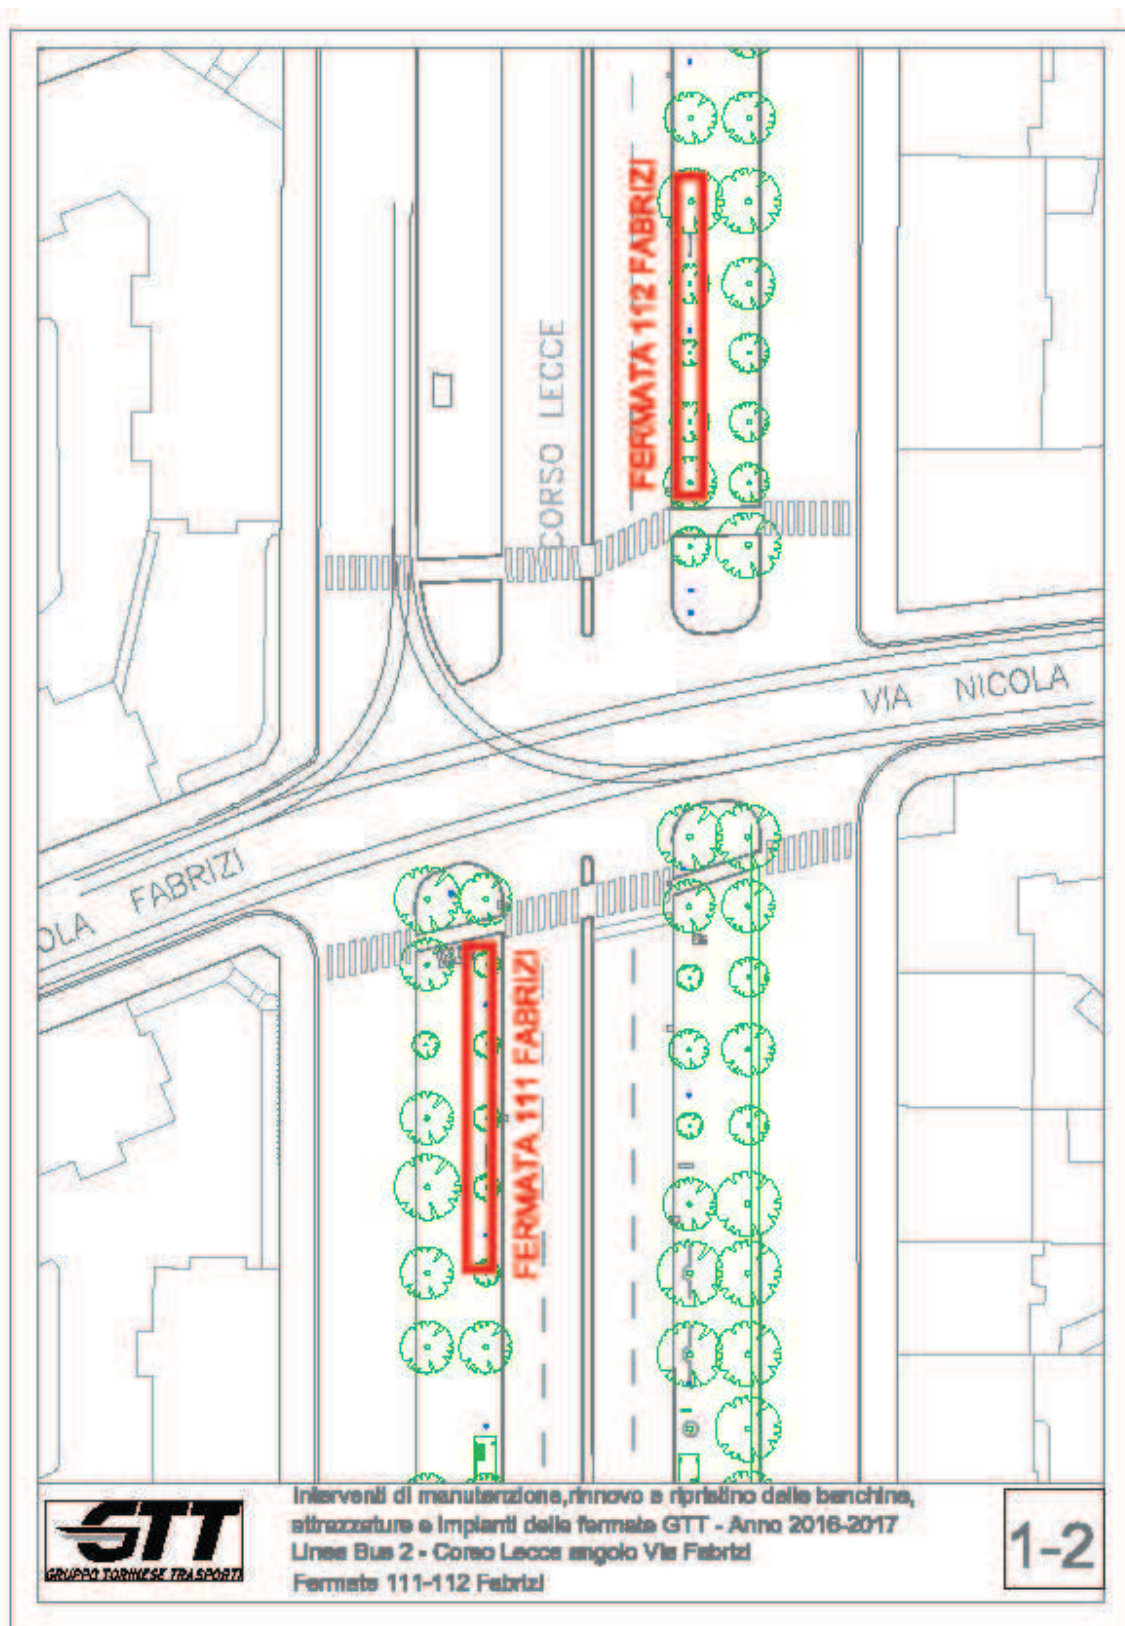 FERMATA 112 FABRIZI
CORSO LECCE
VIA NICOLA
OLA FABRIZI
FERMATA 111 FABRIZI
GTT
GRUPPO TORINESE TRASPORTI
Interventi di manutenzione,rinnovo e ripristino delle banchine,
attrezzature e impianti delle fermate GTT - Anno 2016-2017
Linea Bus 2 - Corso Lecce angolo Via Fabrizi
Fermate 111-112 Fabrizi
1-2